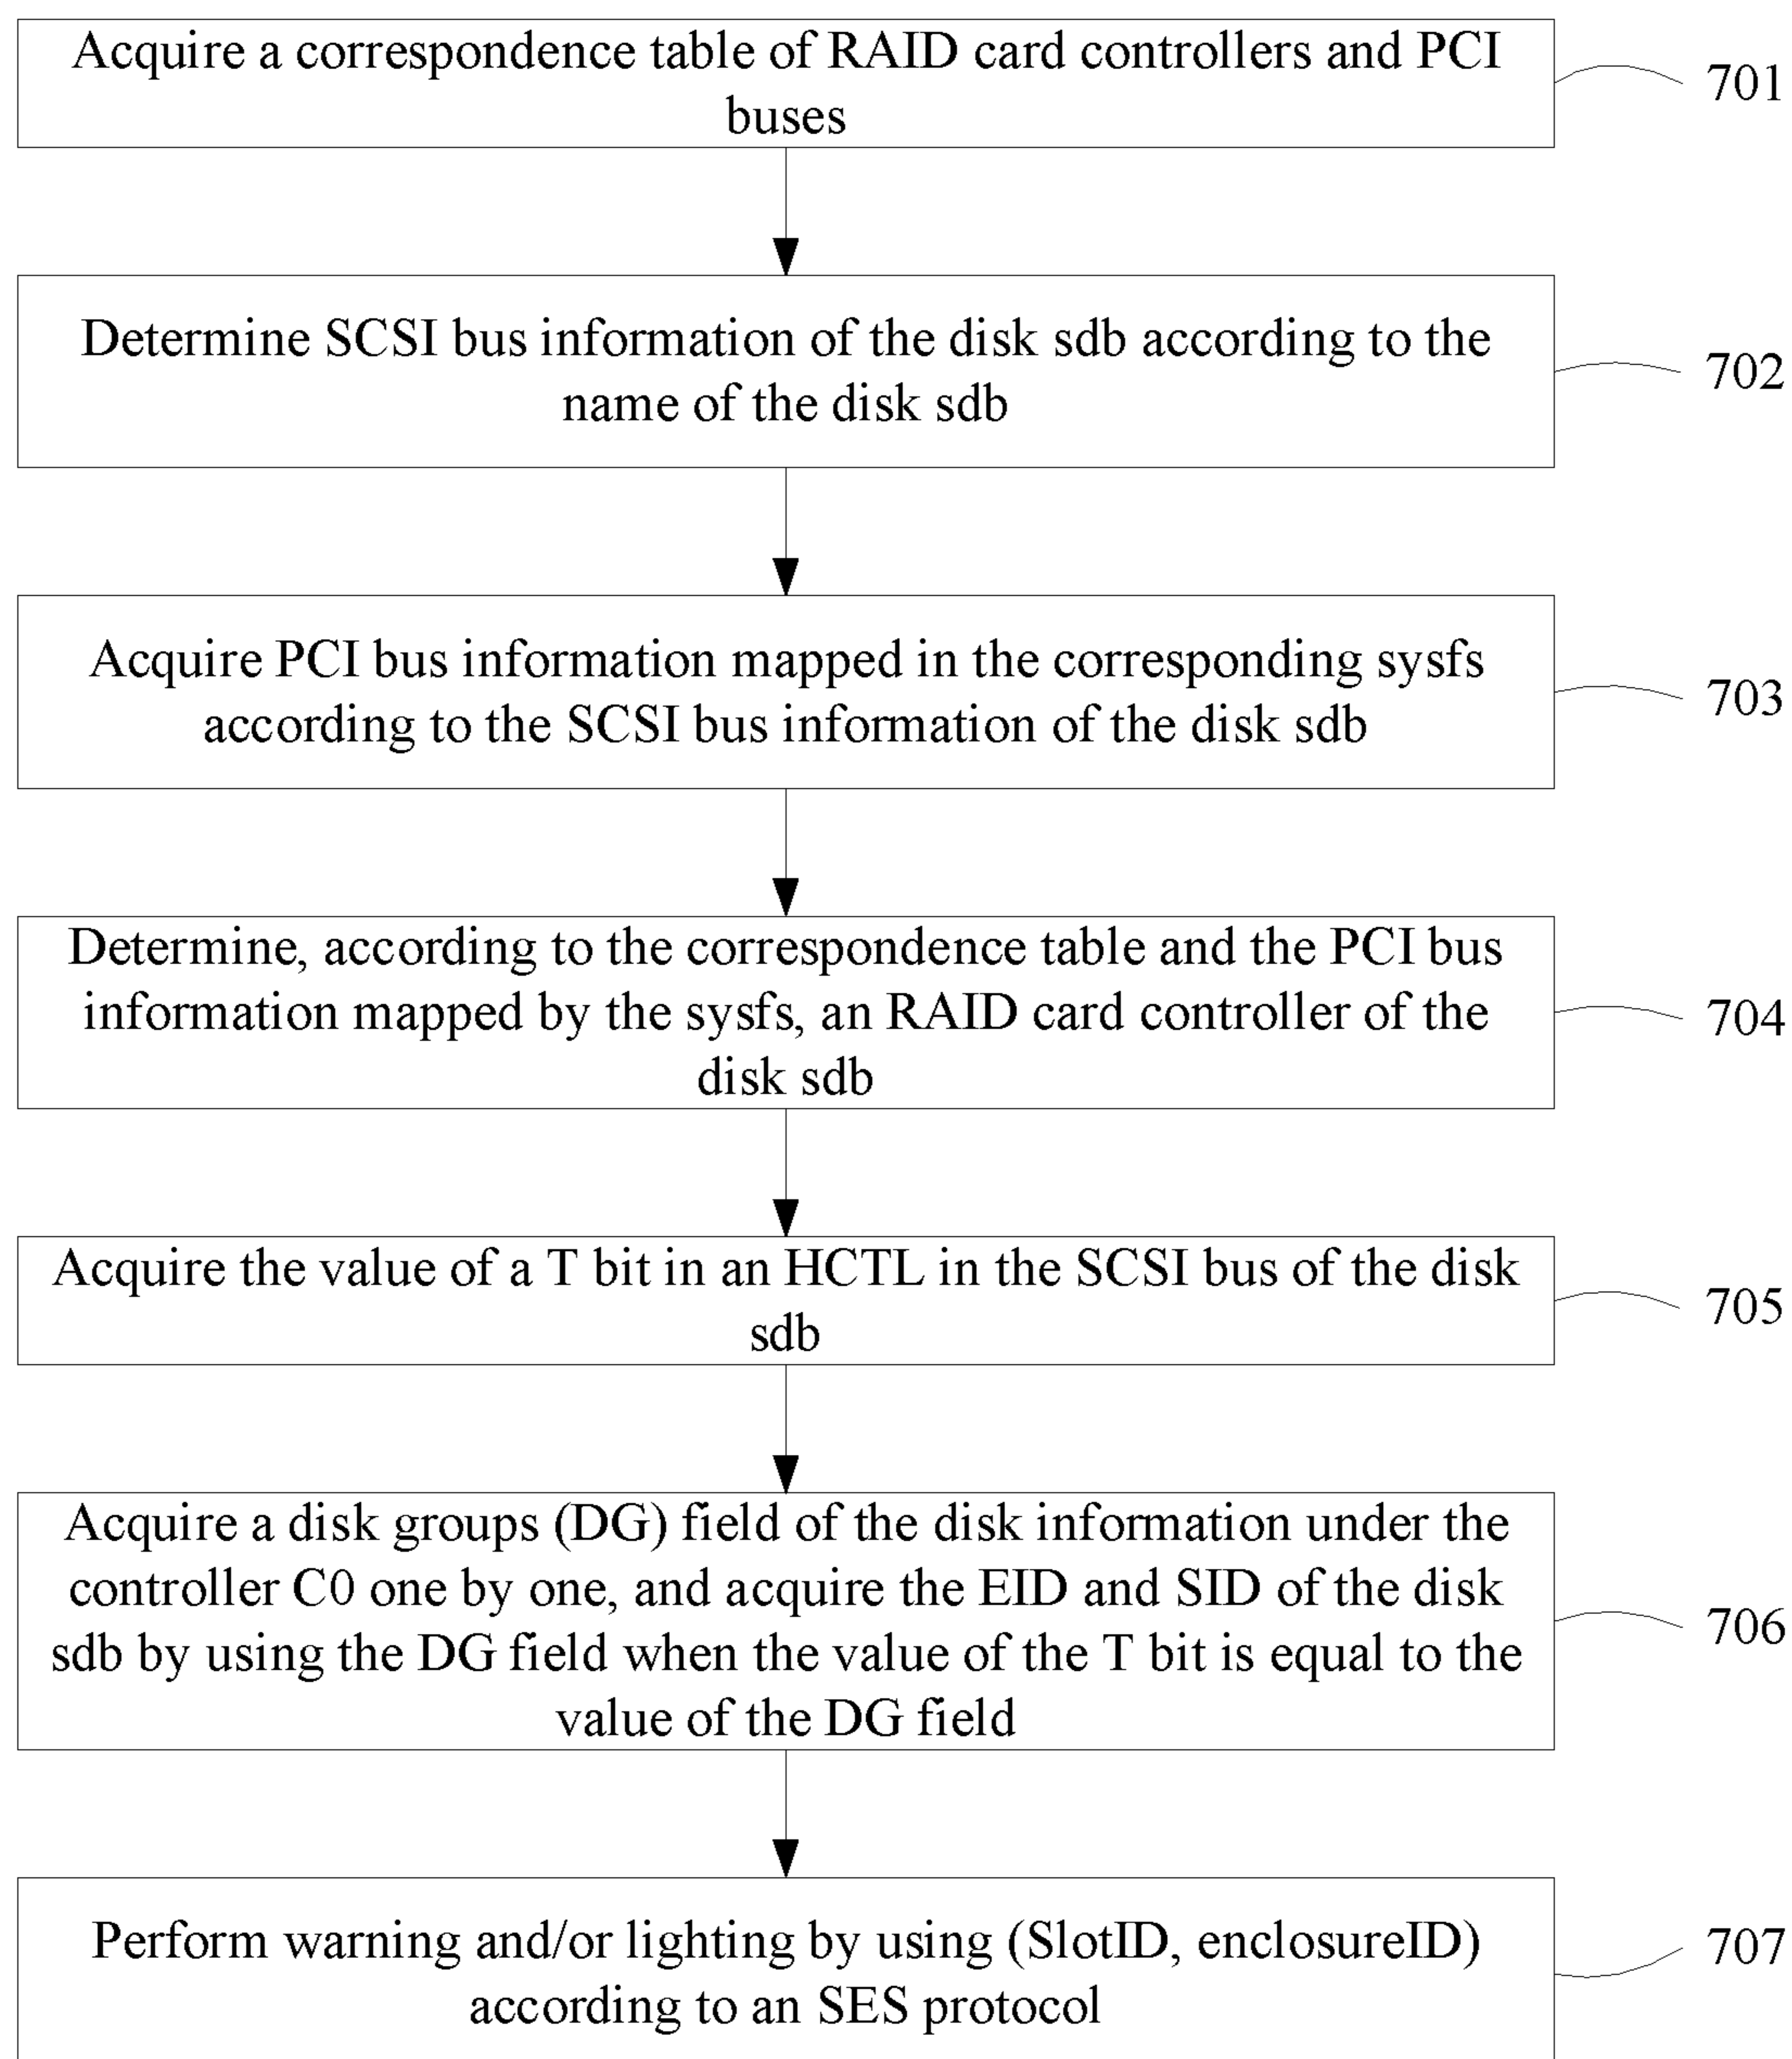 Acquire a correspondence table of RAID card controllers and PCI
buses
701
Determine SCSI bus information of the disk sdb according to the
name of the disk sdb
702
Acquire PCI bus information mapped in the corresponding sysfs
according to the SCSI bus information of the disk sdb
703
Determine, according to the correspondence table and the PCI bus
information mapped by the sysfs, an RAID card controller of the
disk sdb
704
Acquire the value of a T bit in an HCTL in the SCSI bus of the disk
sdb
705
Acquire a disk groups (DG) field of the disk information under the
controller C0 one by one, and acquire the EID and SID of the disk
sdb by using the DG field when the value of the T bit is equal to the
value of the DG field
706
Perform warning and/or lighting by using (SlotID, enclosureID)
according to an SES protocol
707